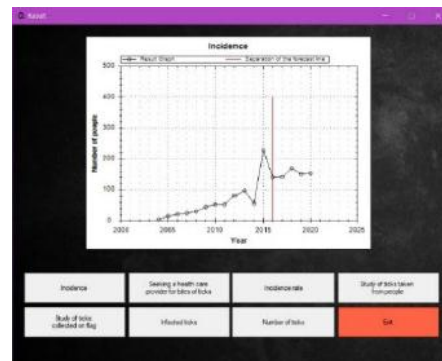 Result
Incidence
Result Graph
Separation of the forecast line
500
400
300
200
100
0
Number of people
2000
2005
2010
2015
2020
2025
Year
Incidence
Seeking a health care
provider for bites of ticks
Incidence rate
Study of ticks taken
from people
Study of ticks
collected on flag
Infected ticks
Number of ticks
Exit